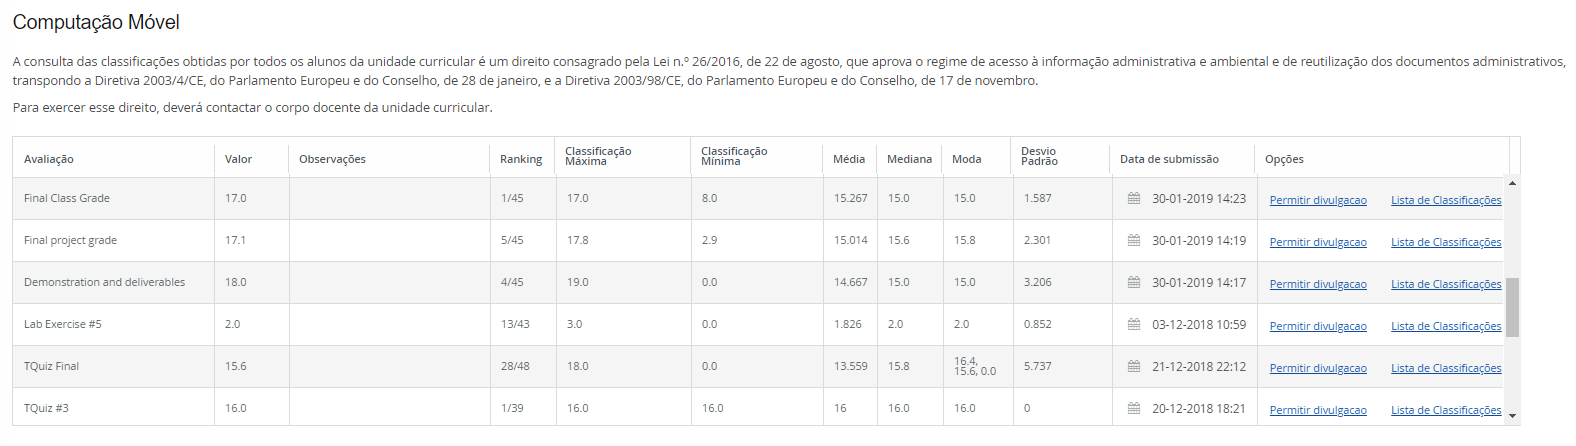 Computação Móvel
A consulta das classificações obtidas por todos os alunos da unidade curricular é um direito consagrado pela Lei n.º 26/2016, de 22 de agosto, que aprova o regime de acesso à informação administrativa e ambiental e de reutilização dos documentos administrativos,
transpondo a Diretiva 2003/4/CE, do Parlamento Europeu e do Conselho, de 28 de janeiro, e a Diretiva 2003/98/CE, do Parlamento Europeu e do Conselho, de 17 de novembro.
Para exercer esse direito, deverá contactar o corpo docente da unidade curricular.
Avaliação Valor Observações Ranking Classificação Máxima Classificação Mínima Média Mediana Moda Desvio Padrão Data de submissão Opções
Final Class Grade 17.0 1/45 17.0 8.0 15.267 15.0 15.0 1.587 30-01-2019 14:23 Permitir divulgacao Lista de Classificações
Final project grade 17.1 5/45 17.8 2.9 15.014 15.6 15.8 2.301 30-01-2019 14:19 Permitir divulgacao Lista de Classificações
Demonstration and deliverables 18.0 4/45 19.0 0.0 14.667 15.0 15.0 3.206 30-01-2019 14:17 Permitir divulgacao Lista de Classificações
Lab Exercise #5 2.0 13/43 3.0 0.0 1.826 2.0 2.0 0.852 03-12-2018 10:59 Permitir divulgacao Lista de Classificações
TQuiz Final 15.6 28/48 18.0 0.0 13.559 15.8 16.4, 15.6, 0.0 5.737 21-12-2018 22:12 Permitir divulgacao Lista de Classificações
TQuiz #3 16.0 1/39 16.0 16.0 16 16.0 16.0 0 20-12-2018 18:21 Permitir divulgacao Lista de Classificações